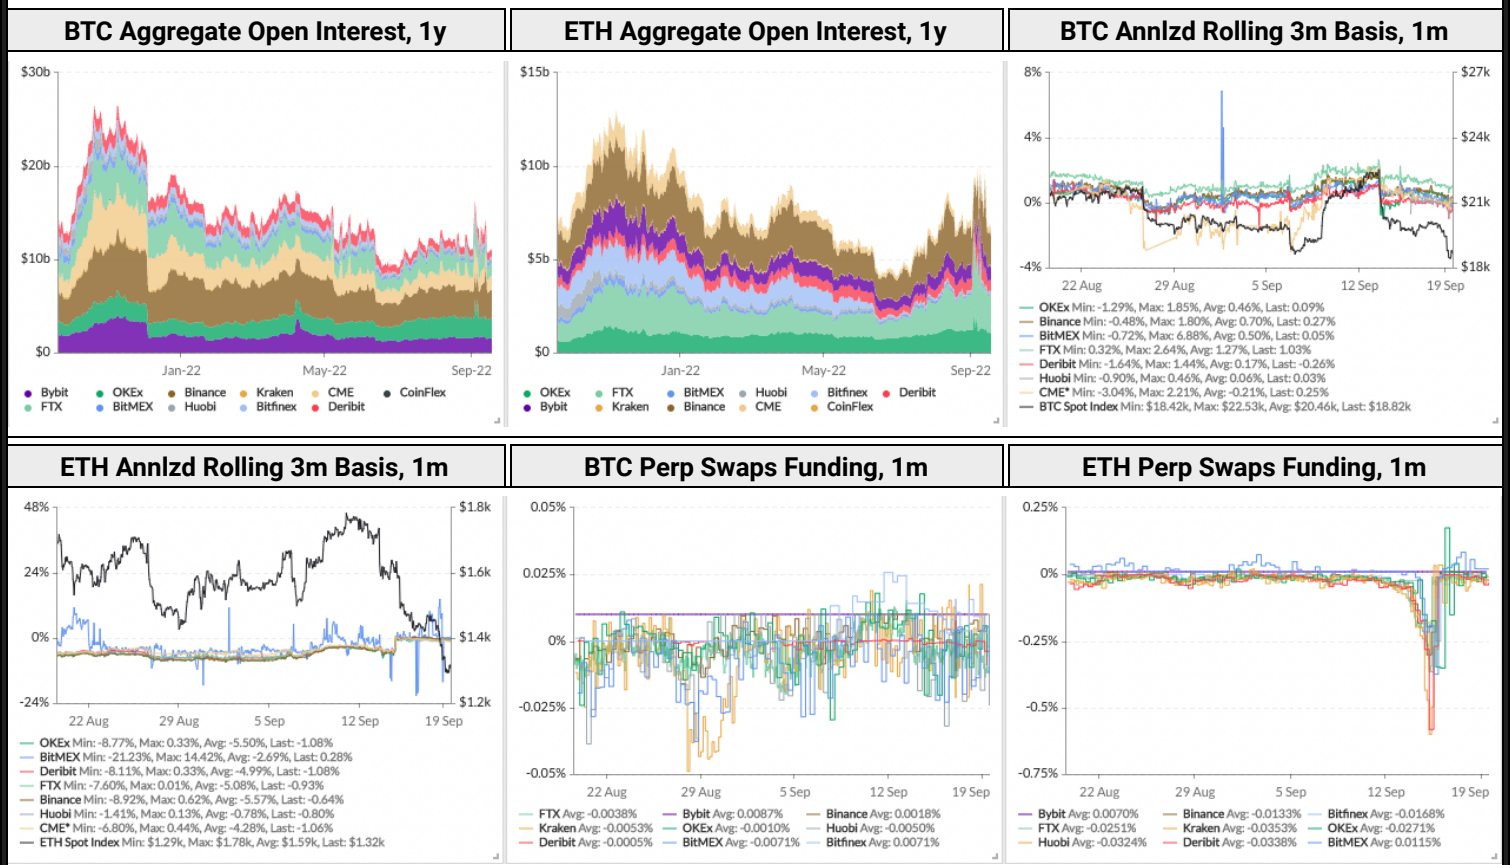 BTC Aggregate Open Interest, 1y
$30b
$20b
$10b
$0
Jan-22 May-22 Sep-22
Bybit OKEx Binance Kraken CME CoinFlex
FTX BitMEX Huobi Bitfinex Deribit
ETH Aggregate Open Interest, 1y
$15b
$10b
$5b
$0
Jan-22 May-22 Sep-22
OKEx FTX BitMEX Huobi Bitfinex Deribit
Bybit Kraken Binance CME CoinFlex
BTC Annlzd Rolling 3m Basis, 1m
8% $27k
4% $24k
0% $21k
-4% $18k
22 Aug 29 Aug 5 Sep 12 Sep 19 Sep
OKEx Min: -1.29%, Max: 1.85%, Avg: 0.46%, Last: 0.09%
Binance Min: -0.48%, Max: 1.80%, Avg: 0.70%, Last: 0.27%
BitMEX Min: -0.72%, Max: 6.88%, Avg: 0.50%, Last: 0.05%
FTX Min: 0.32%, Max: 2.64%, Avg: 1.27%, Last: 1.03%
Deribit Min: -1.64%, Max: 1.44%, Avg: 0.17%, Last: -0.26%
Huobi Min: -0.90%, Max: 0.46%, Avg: 0.06%, Last: 0.03%
CME* Min: -3.04%, Max: 2.21%, Avg: -0.21%, Last: 0.25%
BTC Spot Index Min: $18.42k, Max: $22.53k, Avg: $20.46k, Last: $18.82k
ETH Annlzd Rolling 3m Basis, 1m
48% $1.8k
24% $1.6k
0% $1.4k
-24% $1.2k
22 Aug 29 Aug 5 Sep 12 Sep 19 Sep
OKEx Min: -8.77%, Max: 0.33%, Avg: -5.50%, Last: -1.08%
BitMEX Min: -21.23%, Max: 14.42%, Avg: -2.69%, Last: 0.28%
Deribit Min: -8.11%, Max: 0.33%, Avg: -4.99%, Last: -1.08%
FTX Min: -7.60%, Max: 0.01%, Avg: -5.08%, Last: -0.93%
Binance Min: -8.92%, Max: 0.62%, Avg: -5.57%, Last: -0.64%
Huobi Min: -1.41%, Max: 0.13%, Avg: -0.78%, Last: -0.80%
CME* Min: -6.80%, Max: 0.44%, Avg: -4.28%, Last: -1.06%
ETH Spot Index Min: $1.29k, Max: $1.78k, Avg: $1.59k, Last: $1.32k
BTC Perp Swaps Funding, 1m
0.05%
0.025%
0%
-0.025%
-0.05%
22 Aug 29 Aug 5 Sep 12 Sep 19 Sep
FTX Avg: -0.0038% Bybit Avg: 0.0087% Binance Avg: 0.0018%
Kraken Avg: -0.0053% OKEx Avg: -0.0010% Huobi Avg: -0.0050%
Deribit Avg: -0.0005% BitMEX Avg: -0.0071% Bitfinex Avg: 0.0071%
ETH Perp Swaps Funding, 1m
0.25%
0%
-0.25%
-0.5%
-0.75%
22 Aug 29 Aug 5 Sep 12 Sep 19 Sep
Bybit Avg: 0.0070% Binance Avg: -0.0133% Bitfinex Avg: -0.0168%
FTX Avg: -0.0251% Kraken Avg: -0.0353% OKEx Avg: -0.0271%
Huobi Avg: -0.0324% Deribit Avg: -0.0338% BitMEX Avg: 0.0115%